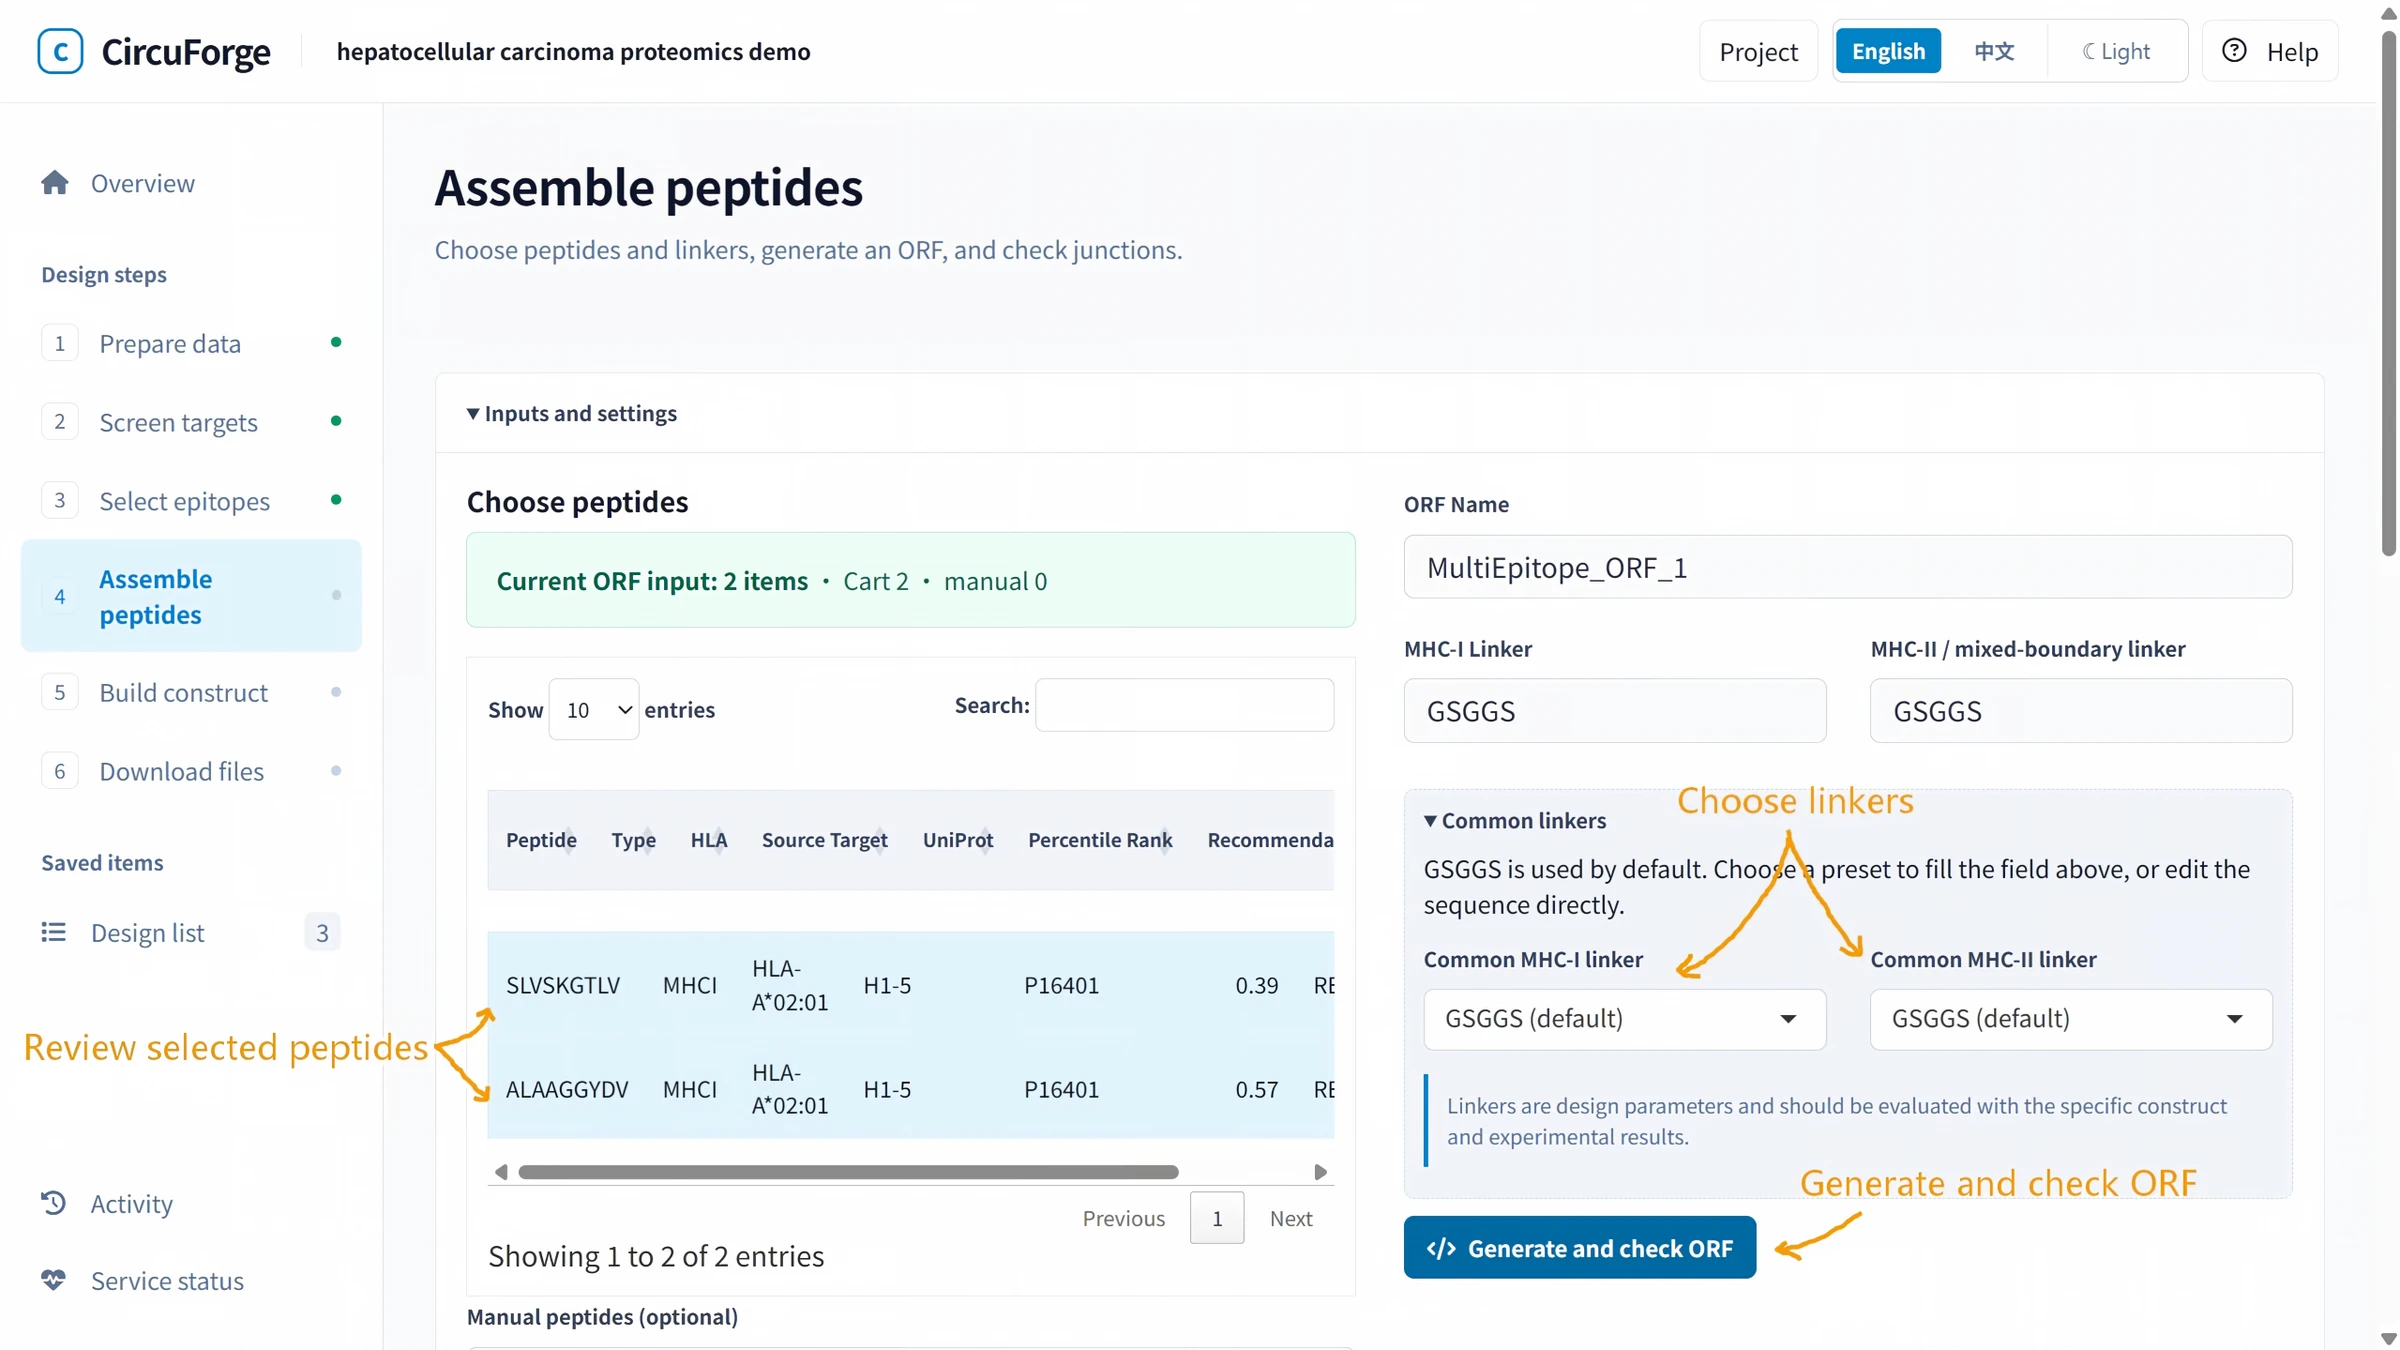 C CircuForge
hepatocellular carcinoma proteomics demo
Project
English
中文
Light
? Help
Overview
Design steps
1 Prepare data
2 Screen targets
3 Select epitopes
4 Assemble
peptides
5 Build construct
6 Download files
Saved items
Design list 3
Activity
Service status
Assemble peptides
Choose peptides and linkers, generate an ORF, and check junctions.
▾ Inputs and settings
Choose peptides
Current ORF input: 2 items · Cart 2 · manual 0
Show 10 entries
Search:
Peptide Type HLA Source Target UniProt Percentile Rank Recommenda
SLVSKGTLV MHCI HLA-
A*02:01 H1-5 P16401 0.39 RE
ALAAGGYDV MHCI HLA-
A*02:01 H1-5 P16401 0.57 RE
Review selected peptides
Previous 1 Next
Showing 1 to 2 of 2 entries
Manual peptides (optional)
ORF Name
MultiEpitope_ORF_1
MHC-I Linker
GSGGS
MHC-II / mixed-boundary linker
GSGGS
Choose linkers
▾ Common linkers
GSGGS is used by default. Choose a preset to fill the field above, or edit the
sequence directly.
Common MHC-I linker
GSGGS (default)
Common MHC-II linker
GSGGS (default)
Linkers are design parameters and should be evaluated with the specific construct
and experimental results.
Generate and check ORF
</> Generate and check ORF